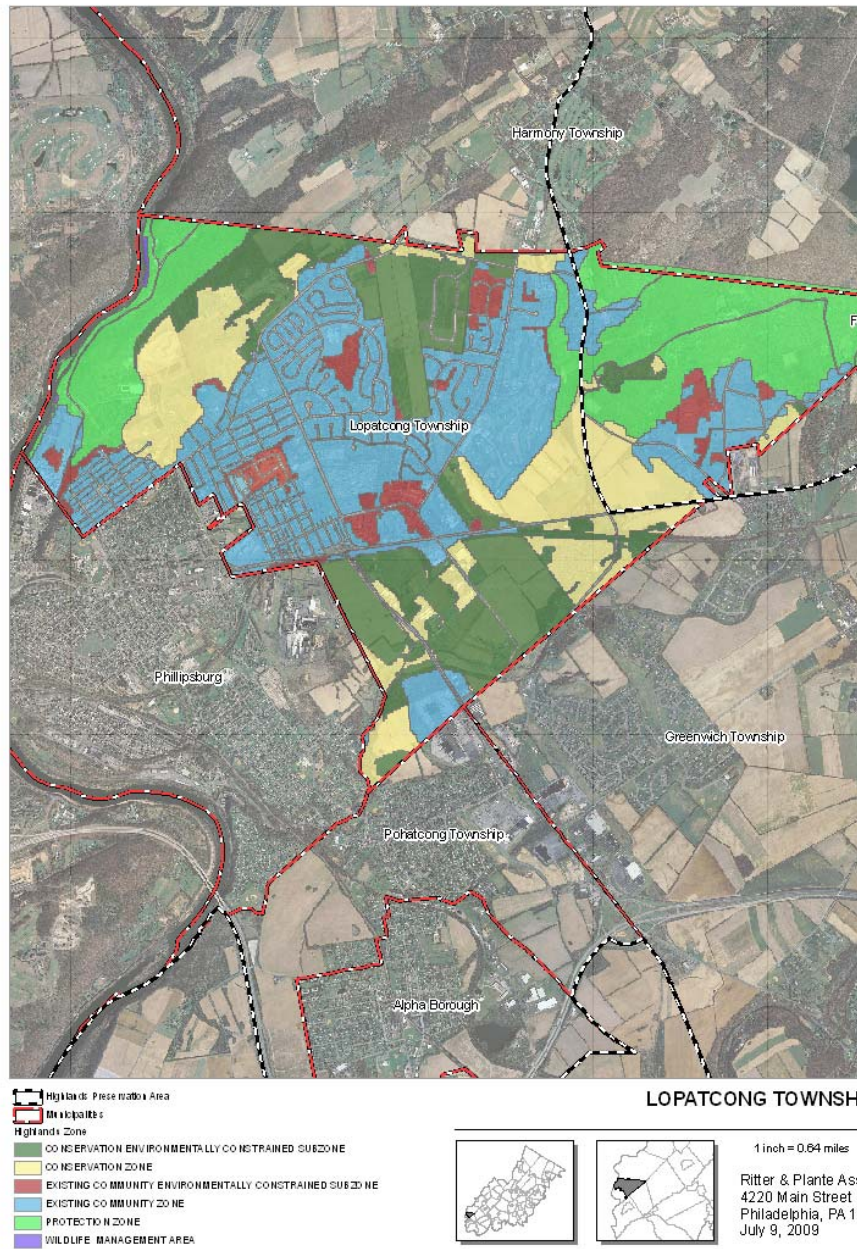 Harmony Township
F
Lopatcong Township
Phillipsburg
Greenwich Township
Pohatcong Township
Alpha Borough
Highlands Preservation Area
Municipalities
Highlands Zone
CONSERVATION ENVIRONMENTALLY CONSTRAINED SUBZONE
CONSERVATION ZONE
EXISTING COMMUNITY ENVIRONMENTALLY CONSTRAINED SUBZONE
EXISTING COMMUNITY ZONE
PROTECTION ZONE
WILDLIFE MANAGEMENT AREA
LOPATCONG TOWNSH
1 inch = 0.64 miles
Ritter & Plante Ass
4220 Main Street
Philadelphia, PA 1
July 9, 2009